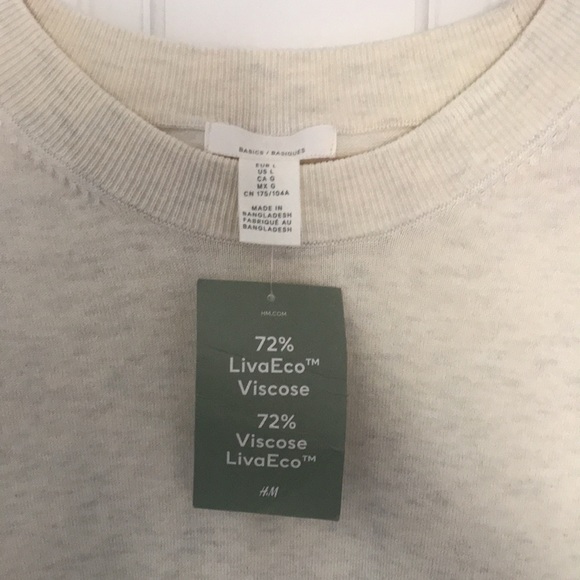 BASICS / BASIQUES
EUR L
US L
CA G
MX G
CN 175/104A
MADE IN
BANGLADESH
FABRIQUÉ AU
BANGLADESH
HM.COM
72%
LivaEco™
Viscose
72%
Viscose
LivaEco™
H&M